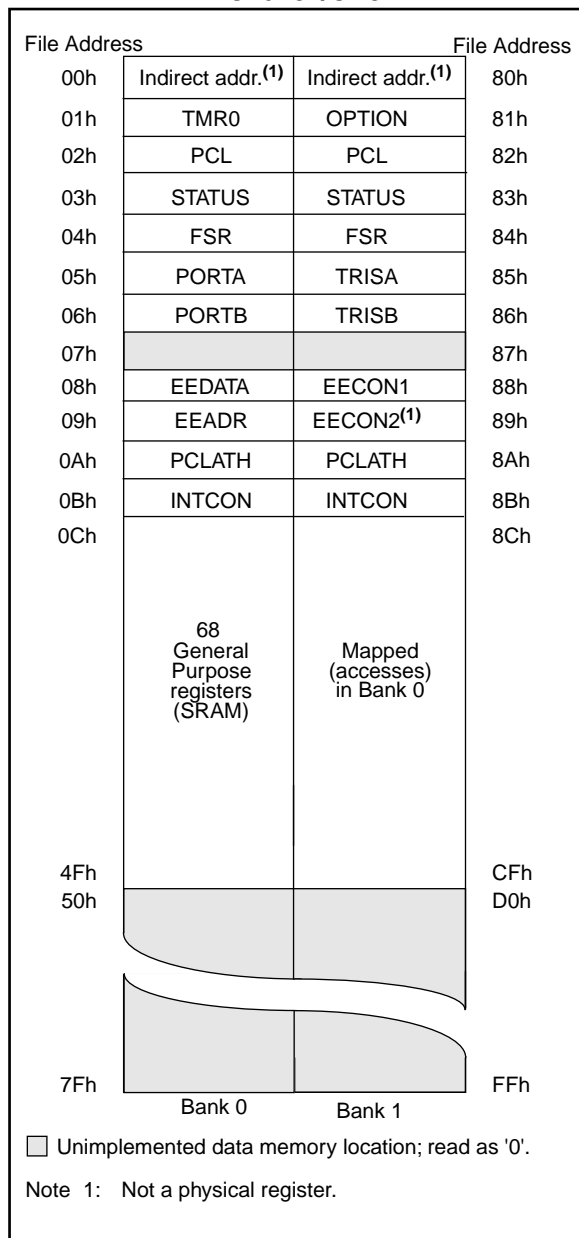 File Address File Address
00h Indirect addr.(1) Indirect addr.(1) 80h
01h TMR0 OPTION 81h
02h PCL PCL 82h
03h STATUS STATUS 83h
04h FSR FSR 84h
05h PORTA TRISA 85h
06h PORTB TRISB 86h
07h 87h
08h EEDATA EECON1 88h
09h EEADR EECON2(1) 89h
0Ah PCLATH PCLATH 8Ah
0Bh INTCON INTCON 8Bh
0Ch 8Ch
68
General
Purpose
registers
(SRAM)
Mapped
(accesses)
in Bank 0
4Fh CFh
50h D0h
7Fh FFh
Bank 0 Bank 1
Unimplemented data memory location; read as '0'.
Note 1: Not a physical register.